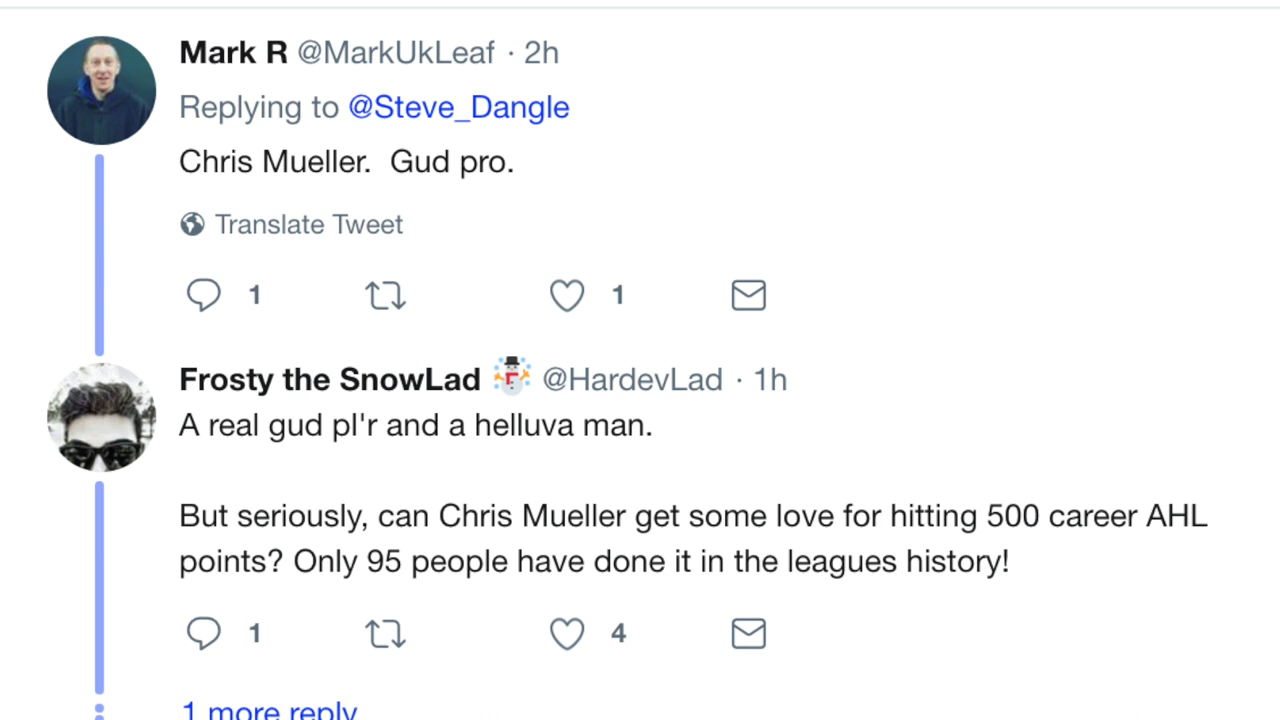 Mark R @MarkUkLeaf · 2h
Replying to @Steve_Dangle
Chris Mueller.  Gud pro.
Translate Tweet
1 1
Frosty the SnowLad ☃️ @HardevLad · 1h
A real gud pl'r and a helluva man.
But seriously, can Chris Mueller get some love for hitting 500 career AHL
points? Only 95 people have done it in the leagues history!
1 4
1 more reply